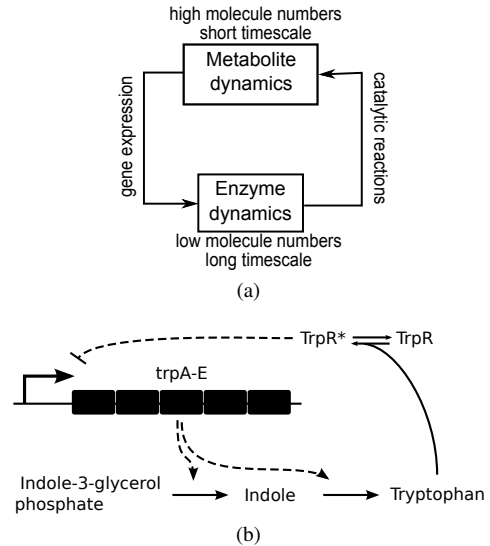 high molecule numbers
short timescale
Metabolite
dynamics
gene expression
catalytic reactions
Enzyme
dynamics
low molecule numbers
long timescale
(a)
TrpR* TrpR
trpA-E
Indole-3-glycerol
phosphate
Indole
Tryptophan
(b)